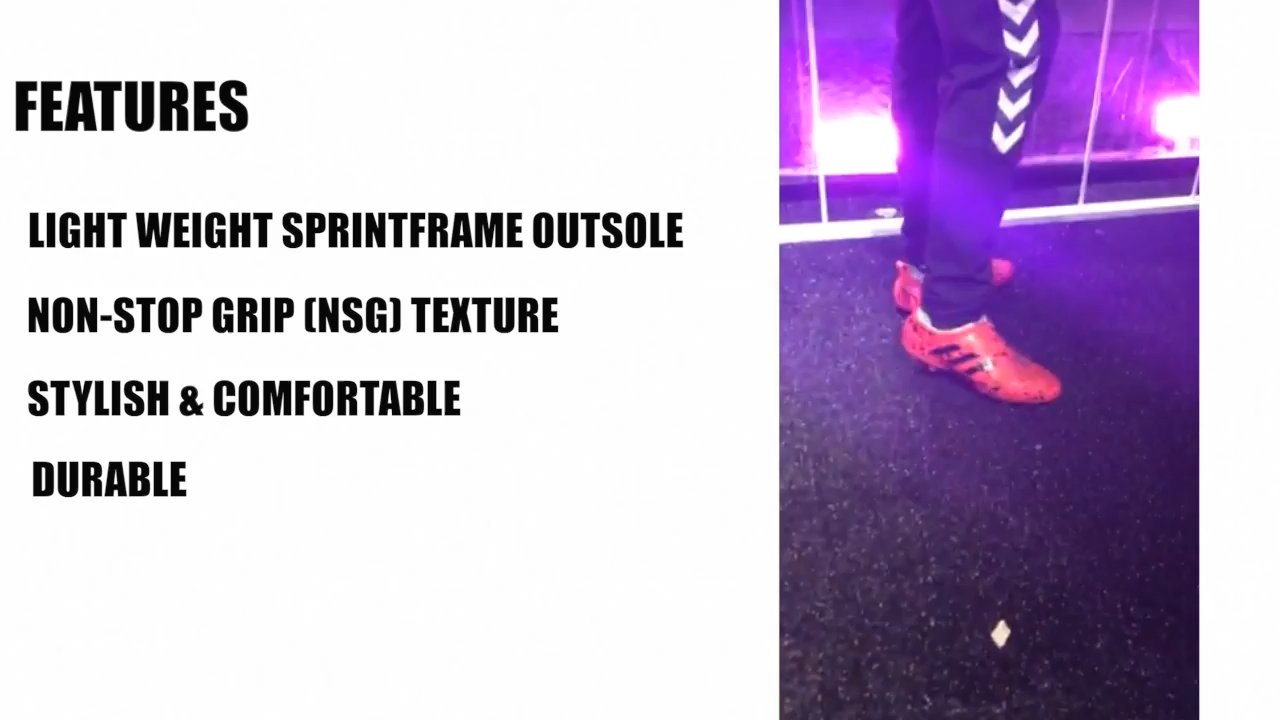 FEATURES
LIGHT WEIGHT SPRINTFRAME OUTSOLE
NON-STOP GRIP (NSG) TEXTURE
STYLISH & COMFORTABLE
DURABLE